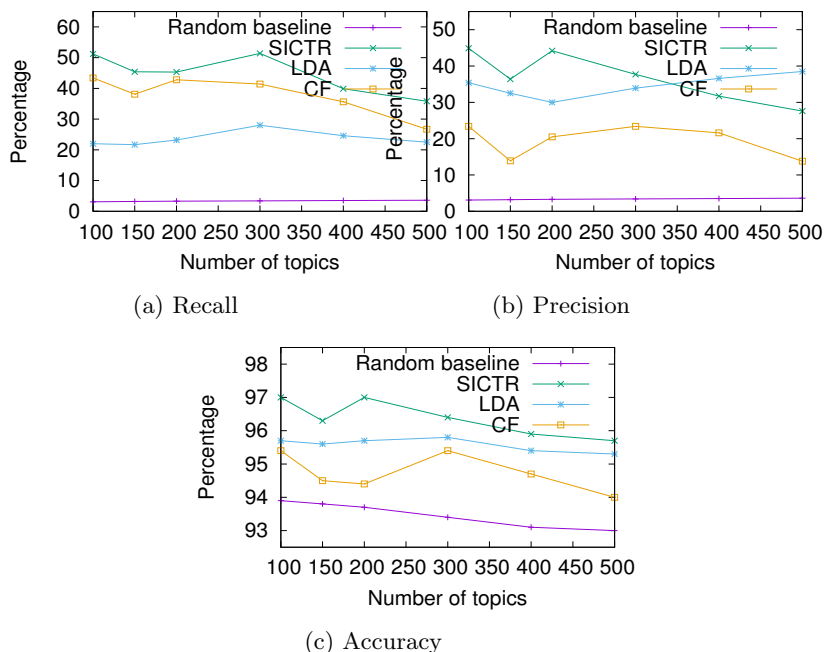 Percentage
60
50
40
30
20
10
0
100 150 200 250 300 350 400 450 500
Number of topics
Random baseline
SICTR
LDA
CF
(a) Recall
Percentage
50
40
30
20
10
0
100 150 200 250 300 350 400 450 500
Number of topics
Random baseline
SICTR
LDA
CF
(b) Precision
Percentage
98
97
96
95
94
93
100 150 200 250 300 350 400 450 500
Number of topics
Random baseline
SICTR
LDA
CF
(c) Accuracy